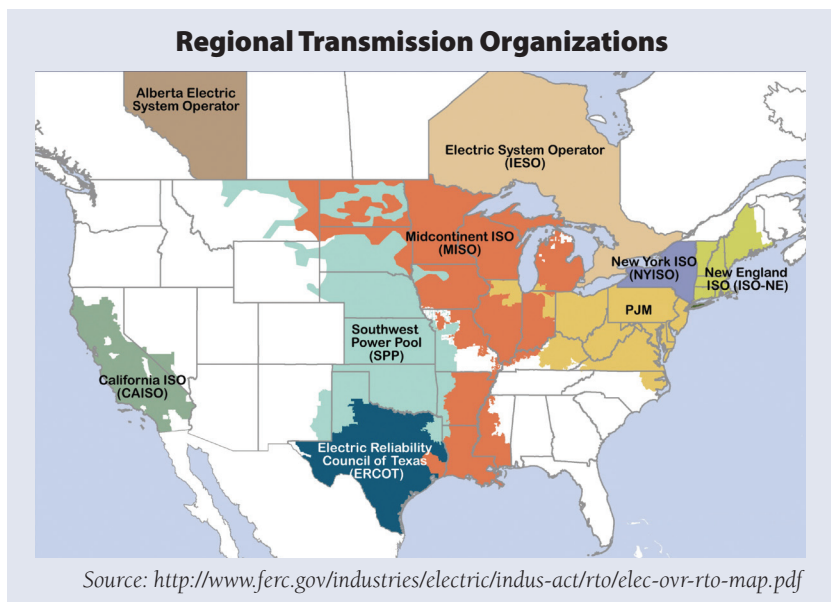 Regional Transmission Organizations
Alberta Electric
System Operator
Electric System Operator
(IESO)
Midcontinent ISO
(MISO)
New York ISO
(NYISO)
New England
ISO (ISO-NE)
PJM
Southwest
Power Pool
(SPP)
California ISO
(CAISO)
Electric Reliability
Council of Texas
(ERCOT)
Source: http://www.ferc.gov/industries/electric/indus-act/rto/elec-ovr-rto-map.pdf